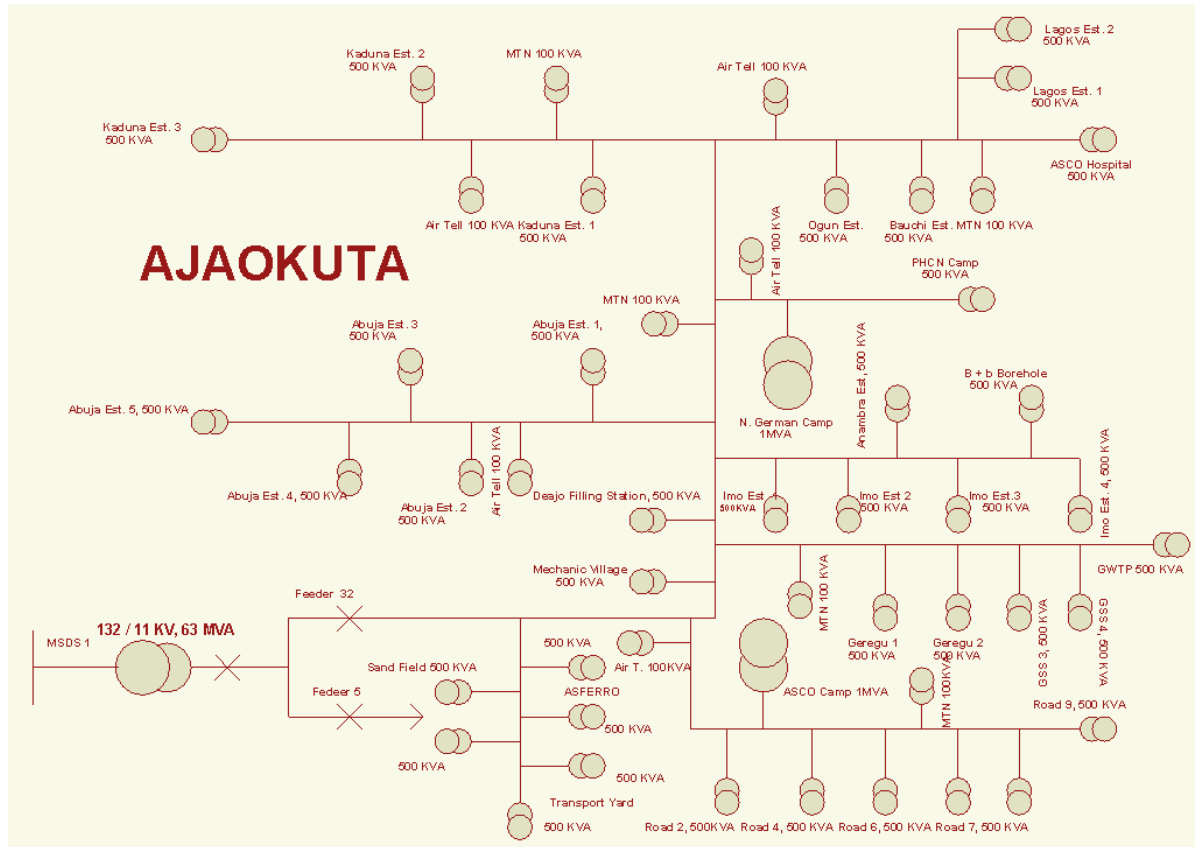 Lagos Est. 2
500 KVA
Kaduna Est. 2
500 KVA
MTN 100 KVA
Air Tell 100 KVA
Lagos Est. 1
500 KVA
Kaduna Est. 3
500 KVA
ASCO Hospital
500 KVA
Air Tell 100 KVA
Kaduna Est. 1
500 KVA
Ogun Est.
500 KVA
Bauchi Est.
500 KVA
MTN 100 KVA
AJAOKUTA
Air Tell 100 KVA
PHCN Camp
500 KVA
MTN 100 KVA
Abuja Est. 3
500 KVA
Abuja Est. 1,
500 KVA
Anambra Est, 500 KVA
B + b Borehole
500 KVA
Abuja Est. 5, 500 KVA
N. German Camp
1MVA
Air Tell 100 KVA
Abuja Est. 4, 500 KVA
Abuja Est. 2
500 KVA
Deajo Filling Station, 500 KVA
Imo Est. 1
500KVA
Imo Est 2
500 KVA
Imo Est.3
500 KVA
Imo Est. 4, 500 KVA
Mechanic Village
500 KVA
GWTP 500 KVA
MTN 100 KVA
Feeder 32
Geregu 1
500 KVA
Geregu 2
500 KVA
GSS 3, 500 KVA
GSS4, 500 KVA
MSDS 1
132 / 11 KV, 63 MVA
500 KVA
Air T. 100KVA
Sand Field 500 KVA
Fedeer 5
ASFERRO
ASCO Camp 1MVA
MTN 100KVA
Road 9, 500 KVA
500 KVA
500 KVA
500 KVA
Transport Yard
500 KVA
Road 2, 500KVA
Road 4, 500 KVA
Road 6, 500 KVA
Road 7, 500 KVA